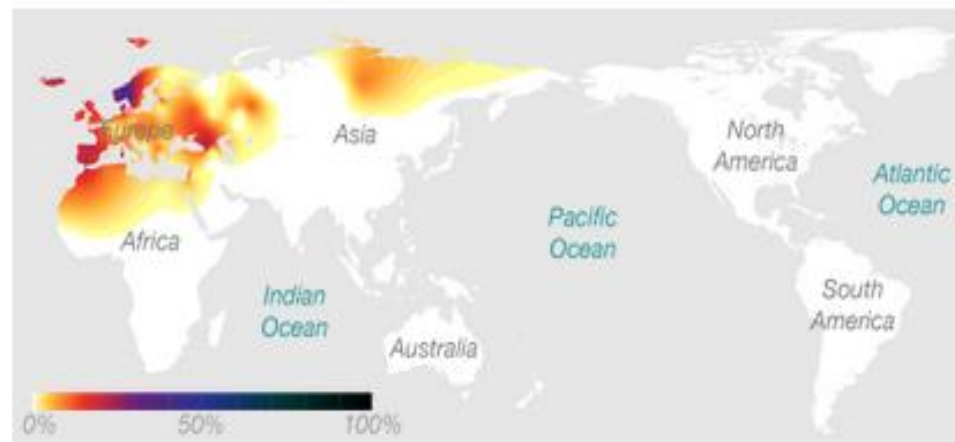 Europe
Asia
North
America
Atlantic
Ocean
Pacific
Ocean
Africa
Indian
Ocean
South
America
Australia
0%
50%
100%